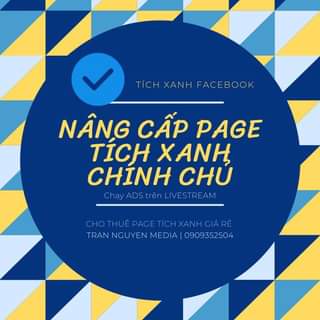 TÍCH XANH FACEBOOK
NÂNG CẤP PAGE
TÍCH XANH
CHÍNH CHỦ
Chạy ADS trên LIVESTREAM
CHO THUÊ PAGE TÍCH XANH GIÁ RẺ
TRAN NGUYEN MEDIA | 0909352504